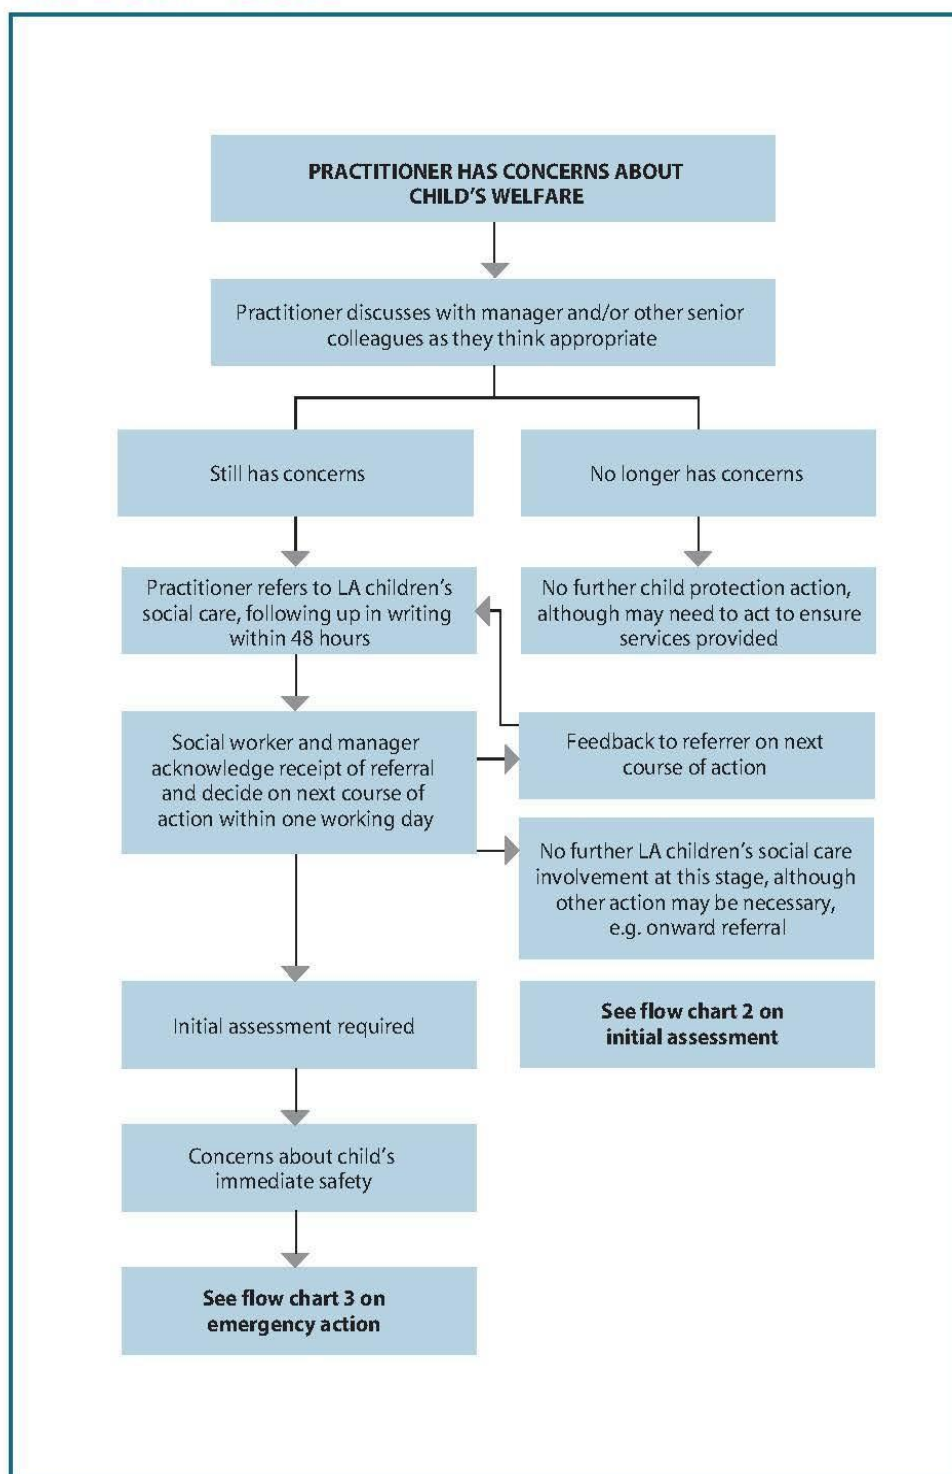 PRACTITIONER HAS CONCERNS ABOUT
CHILD'S WELFARE
Practitioner discusses with manager and/or other senior
colleagues as they think appropriate
Still has concerns
No longer has concerns
Practitioner refers to LA children's
social care, following up in writing
within 48 hours
No further child protection action,
although may need to act to ensure
services provided
Social worker and manager
acknowledge receipt of referral
and decide on next course of
action within one working day
Feedback to referrer on next
course of action
No further LA children's social care
involvement at this stage, although
other action may be necessary,
e.g. onward referral
Initial assessment required
See flow chart 2 on
initial assessment
Concerns about child's
immediate safety
See flow chart 3 on
emergency action